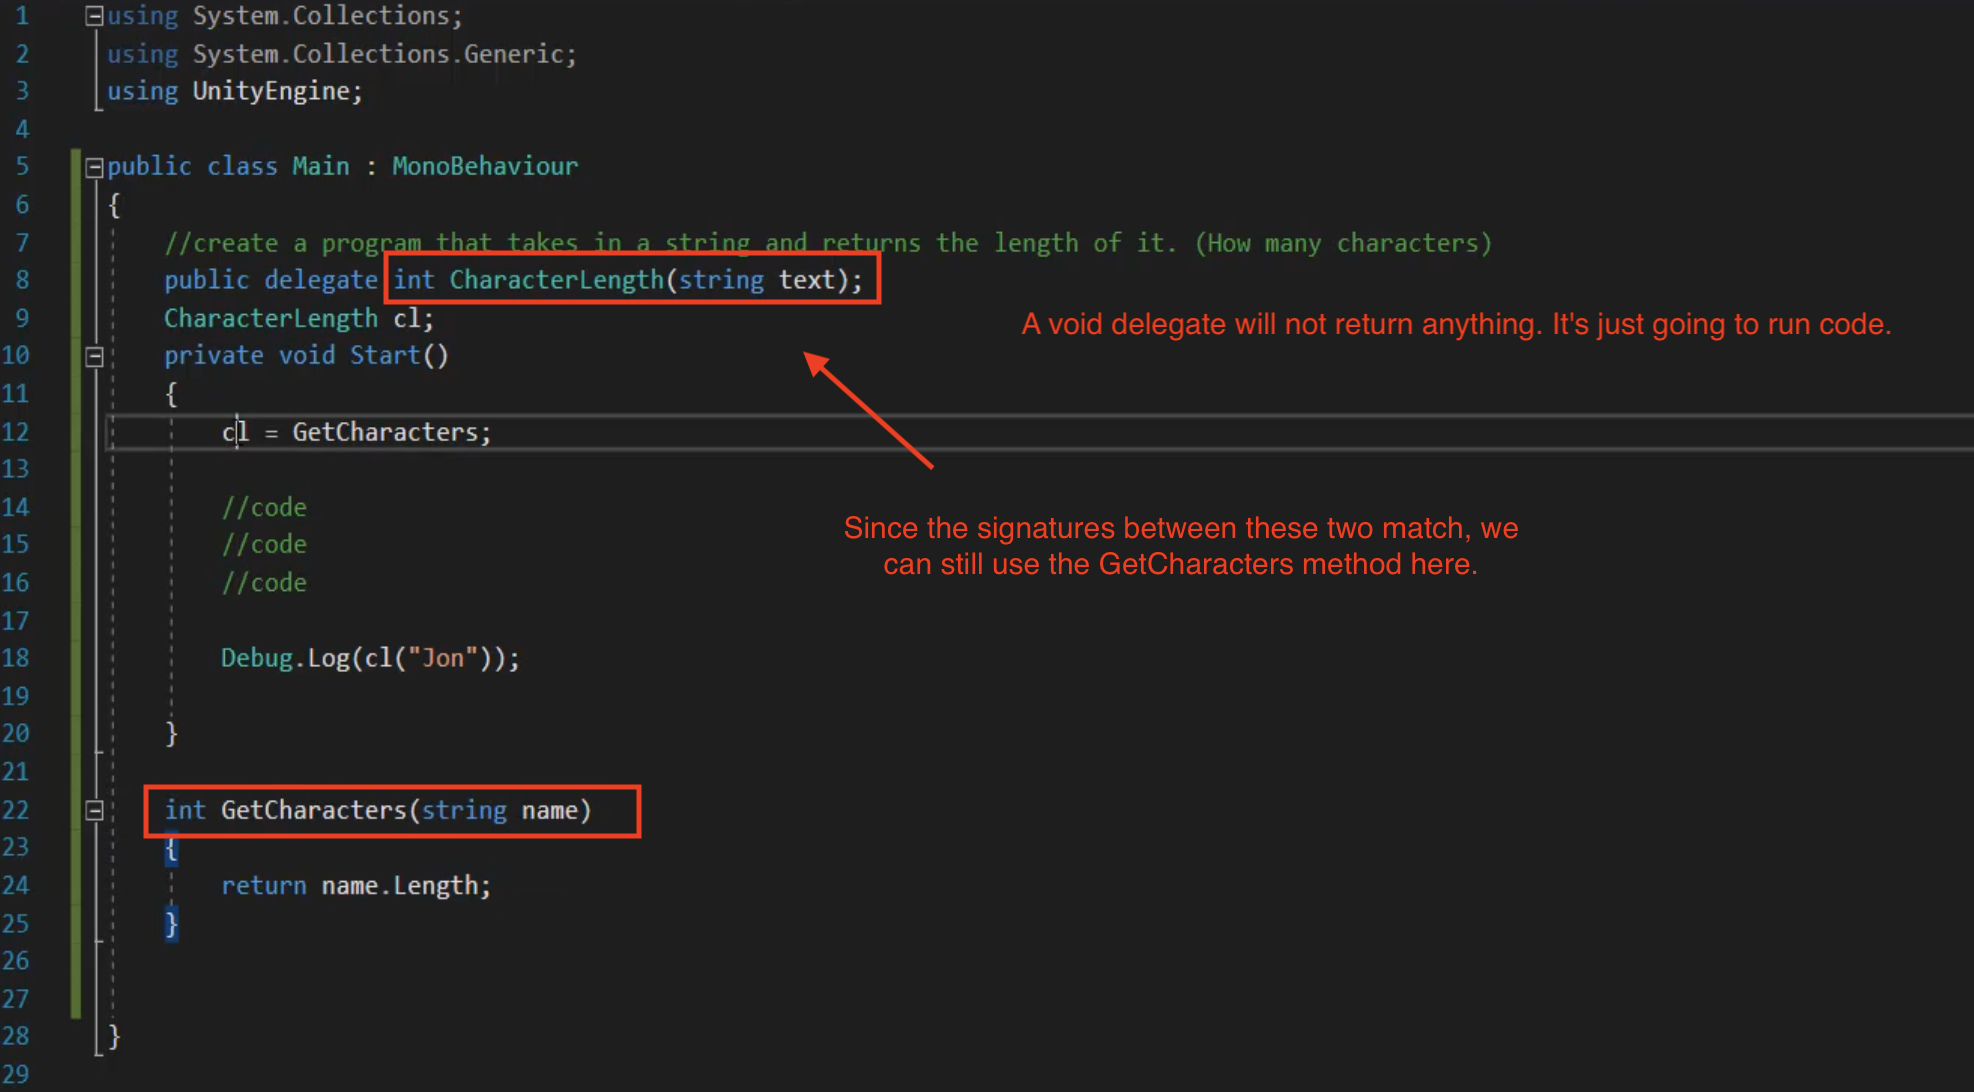 1 using System.Collections;
2 using System.Collections.Generic;
3 using UnityEngine;
4
5 public class Main : MonoBehaviour
6 {
7 //create a program that takes in a string and returns the length of it. (How many characters)
8 public delegate int CharacterLength(string text);
9 CharacterLength cl;
A void delegate will not return anything. It's just going to run code.
10 private void Start()
11 {
12 cl = GetCharacters;
13
14 //code
Since the signatures between these two match, we
15 //code
can still use the GetCharacters method here.
16 //code
17
18 Debug.Log(cl("Jon"));
19
20 }
21
22 int GetCharacters(string name)
23 {
24 return name.Length;
25 }
26
27
28 }
29